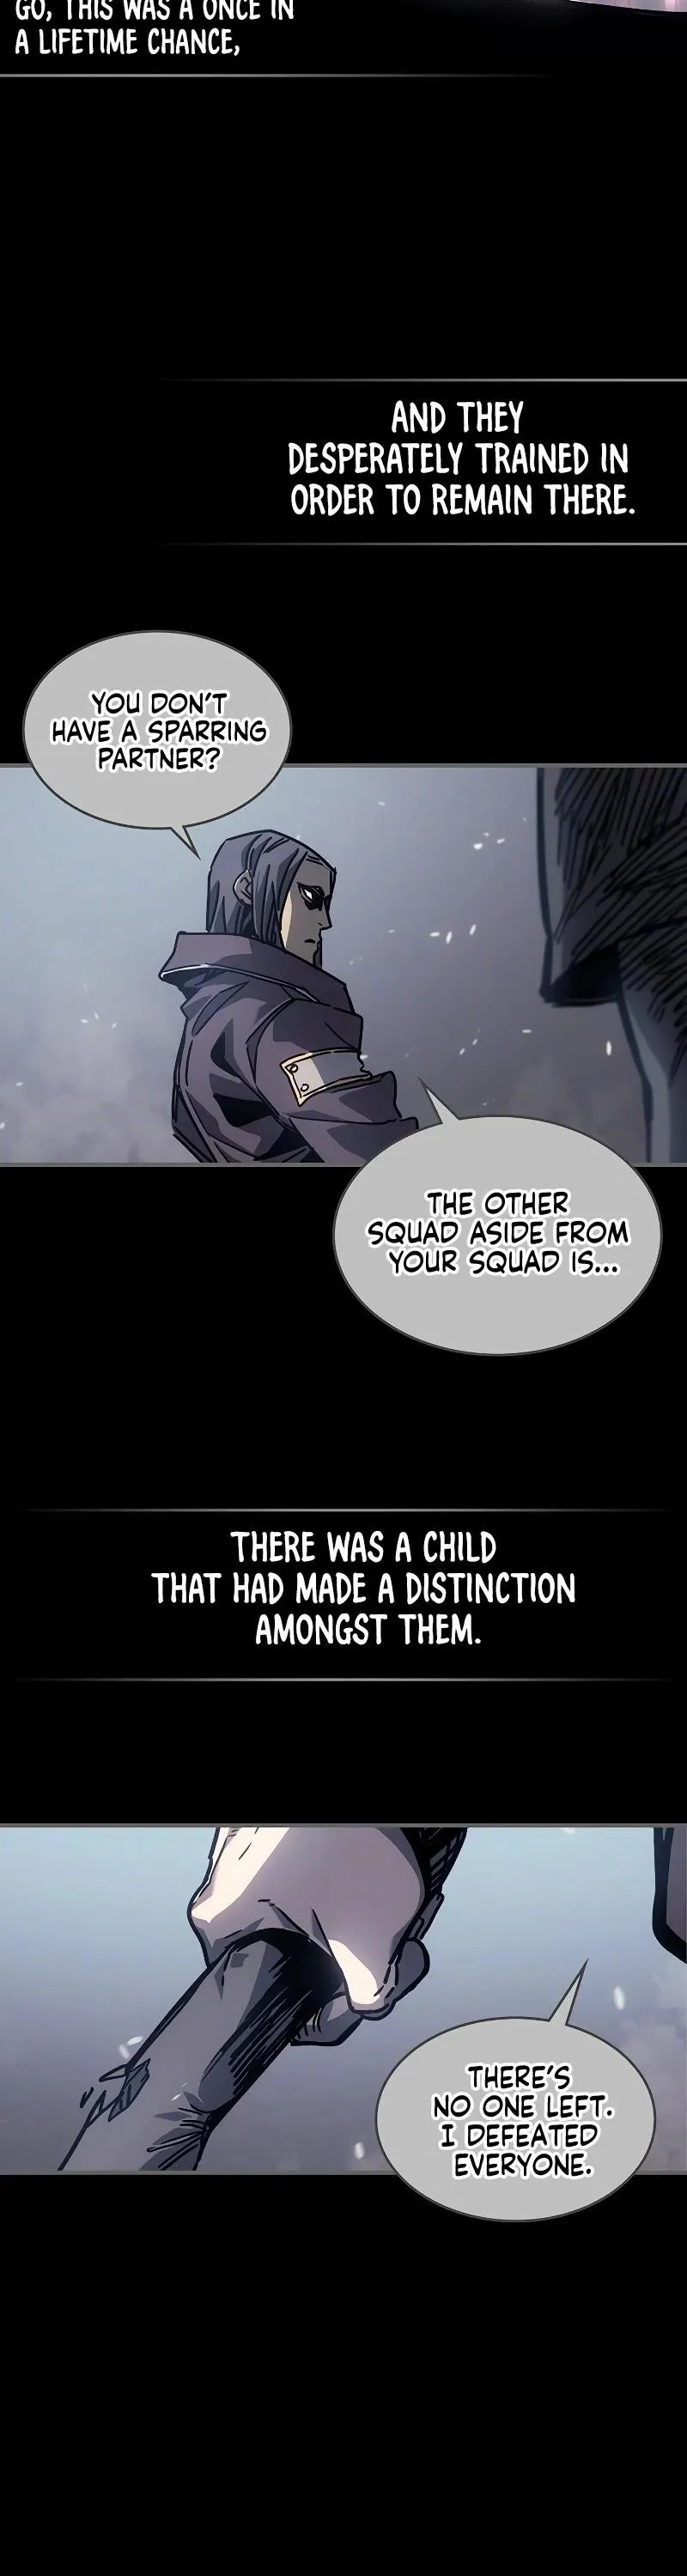 GO, THIS WAS A ONCE IN
A LIFETIME CHANCE,
AND THEY
DESPERATELY TRAINED IN
ORDER TO REMAIN THERE.
YOU DON'T
HAVE A SPARRING
PARTNER?
THE OTHER
SQUAD ASIDE FROM
YOUR SQUAD IS...
THERE WAS A CHILD
THAT HAD MADE A DISTINCTION
AMONGST THEM.
THERE'S
NO ONE LEFT.
I DEFEATED
EVERYONE.